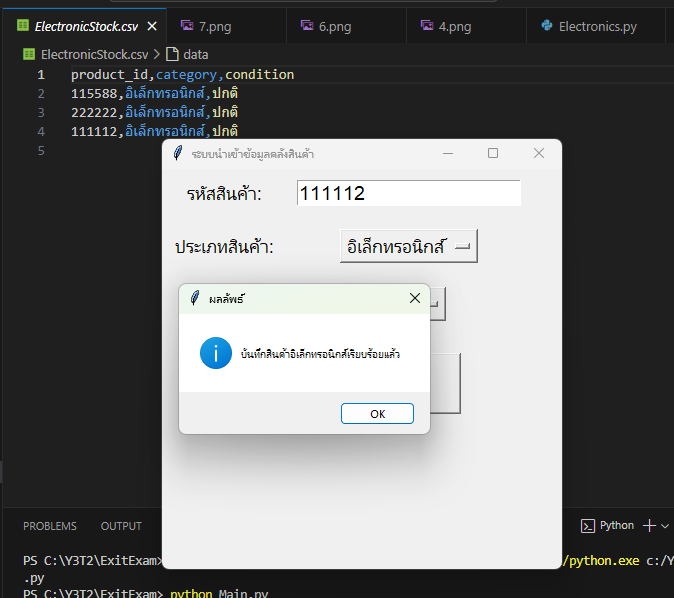 ElectronicStock.csv
7.png
6.png
4.png
Electronics.py
ElectronicStock.csv > data
1 product_id,category,condition
2 115588,อิเล็กทรอนิกส์,ปกติ
3 222222,อิเล็กทรอนิกส์,ปกติ
4 111112,อิเล็กทรอนิกส์,ปกติ
5
ระบบนำเข้าข้อมูลคลังสินค้า
รหัสสินค้า: 111112
ประเภทสินค้า: อิเล็กทรอนิกส์
ผลลัพธ์
บันทึกสินค้าอิเล็กทรอนิกส์เรียบร้อยแล้ว
OK
PROBLEMS OUTPUT Python
PS C:\Y3T2\ExitExam> /python.exe c:/Y
.py
PS C:\Y3T2\ExitExam> python Main.py